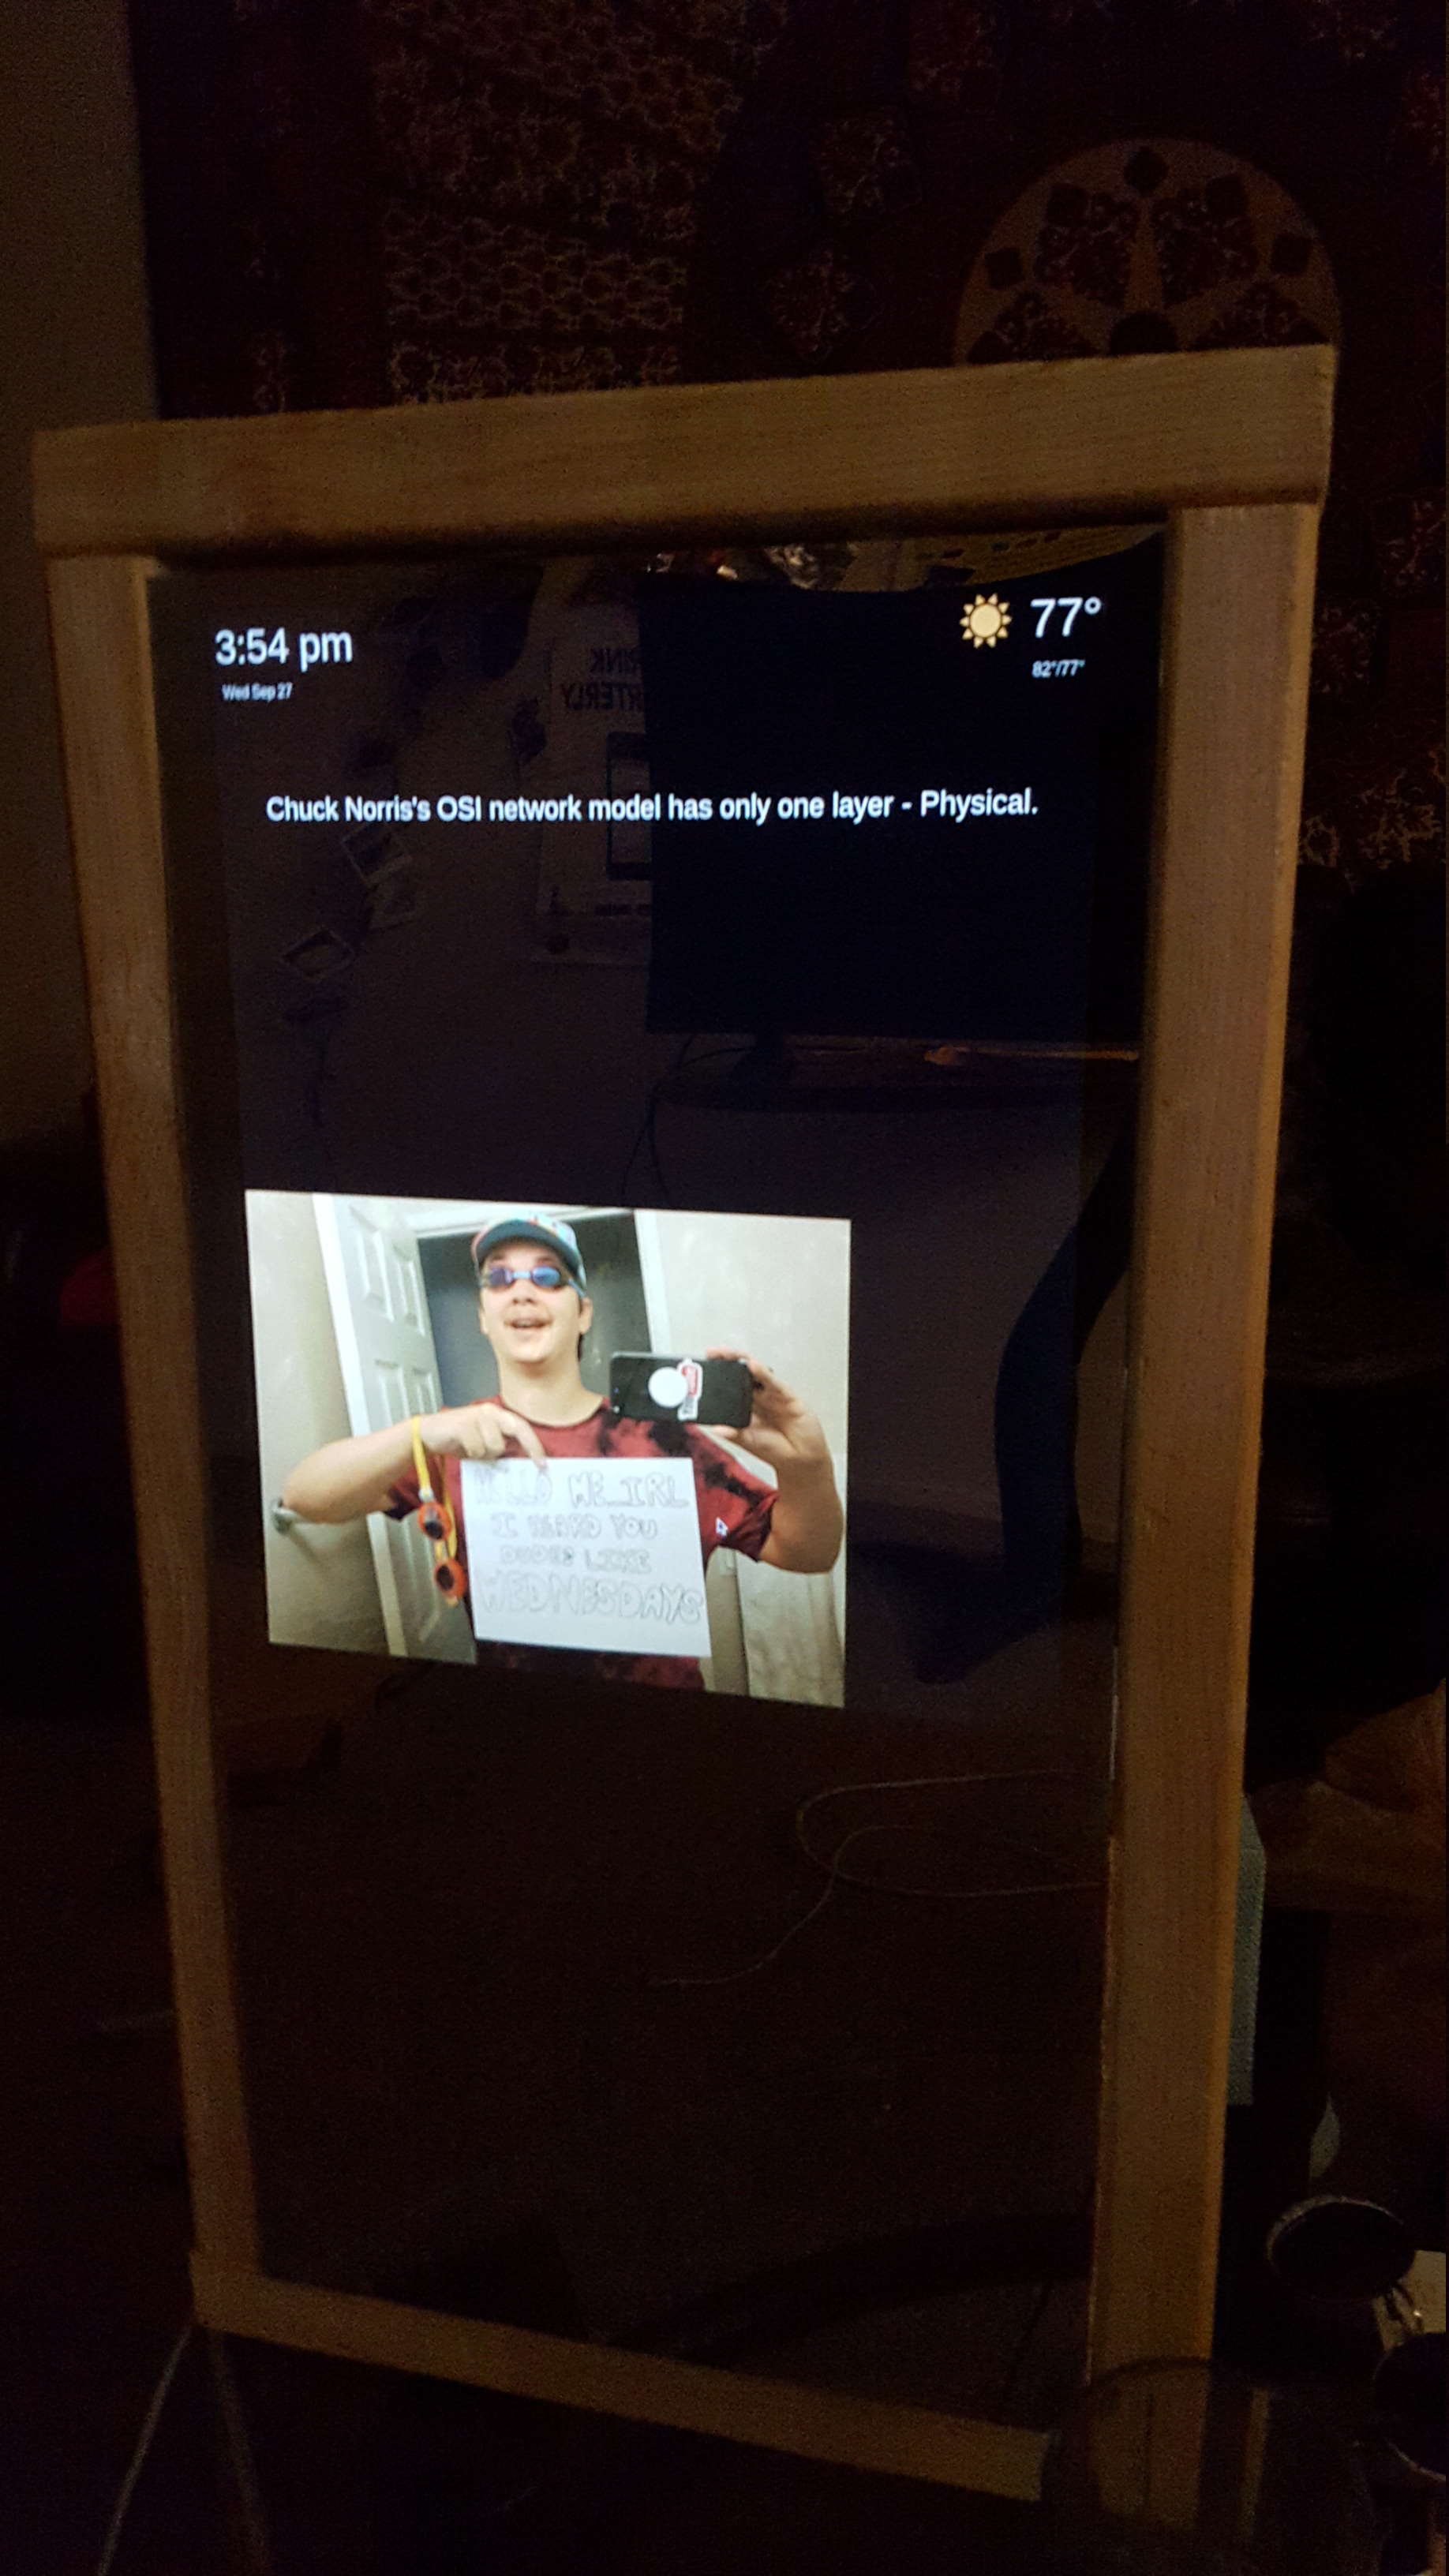 3:54 pm
Wed Sep 27
77°
82°/77°
Chuck Norris's OSI network model has only one layer - Physical.
HELLO ME_IRL
I HEARD YOU
DUDES LIKE
WEDNESDAYS